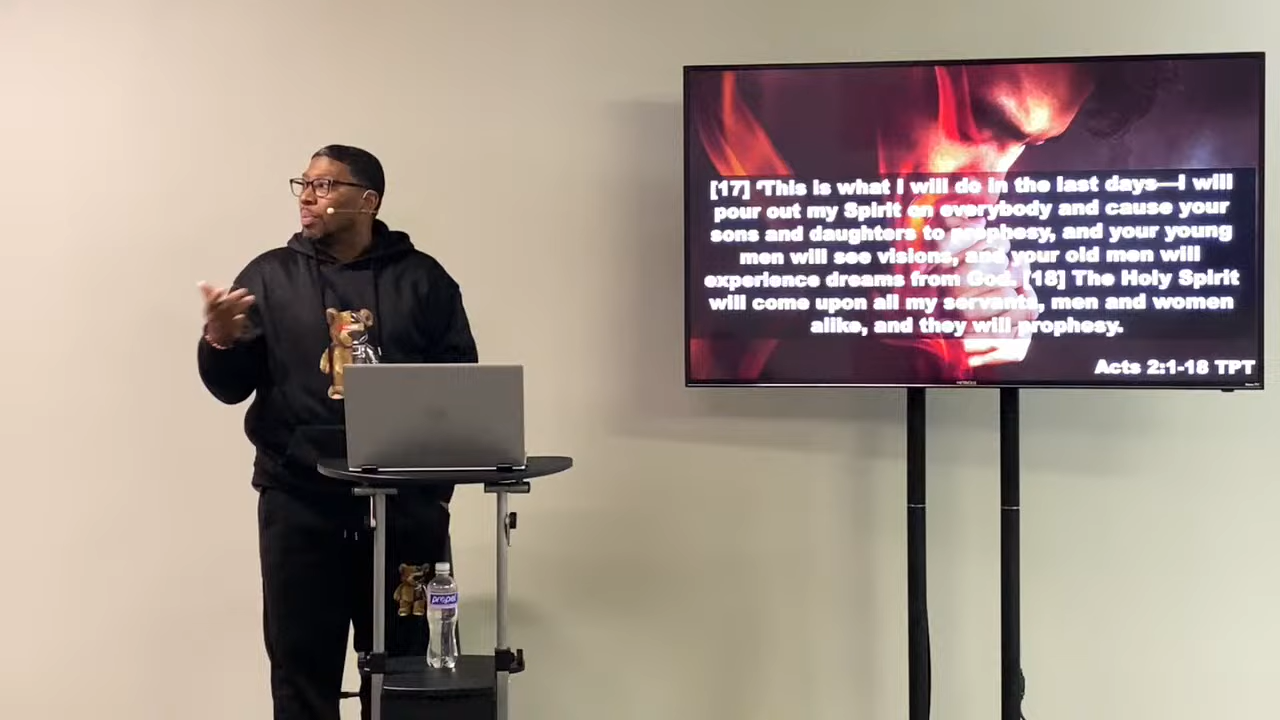 [17] ‘This is what I will do in the last days—I will
pour out my Spirit on everybody and cause your
sons and daughters to prophesy, and your young
men will see visions, and your old men will
experience dreams from God. [18] The Holy Spirit
will come upon all my servants, men and women
alike, and they will prophesy.
Acts 2:1-18 TPT
propel